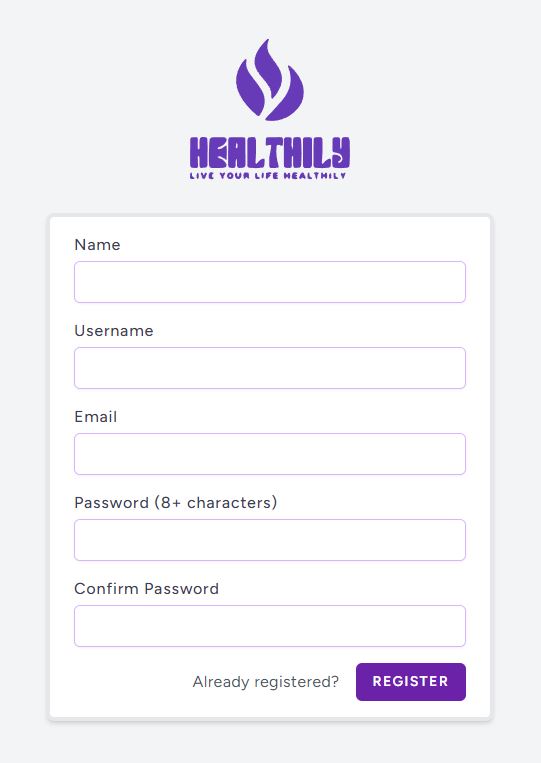 HEALTHILY
LIVE YOUR LIFE HEALTHILY
Name
Username
Email
Password (8+ characters)
Confirm Password
Already registered? REGISTER